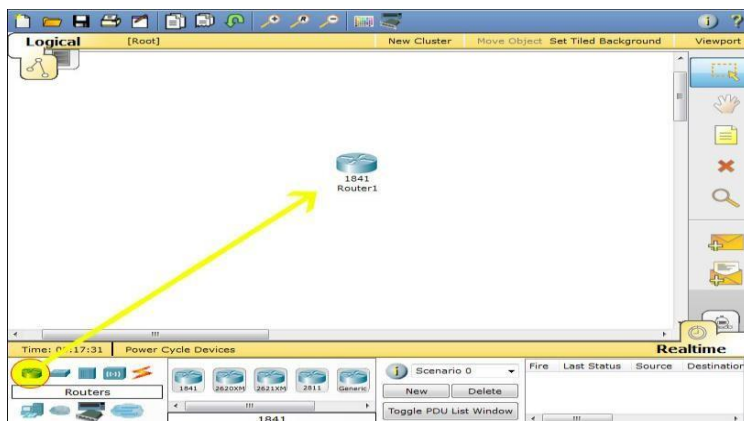 Logical [Root] New Cluster Move Object Set Tiled Background Viewport
1841
Router1
Power Cycle Devices Realtime
Routers
1841 2620XM 2621XM 2811 Generic
1841
Scenario 0
New Delete
Toggle PDU List Window
Fire Last Status Source Destination